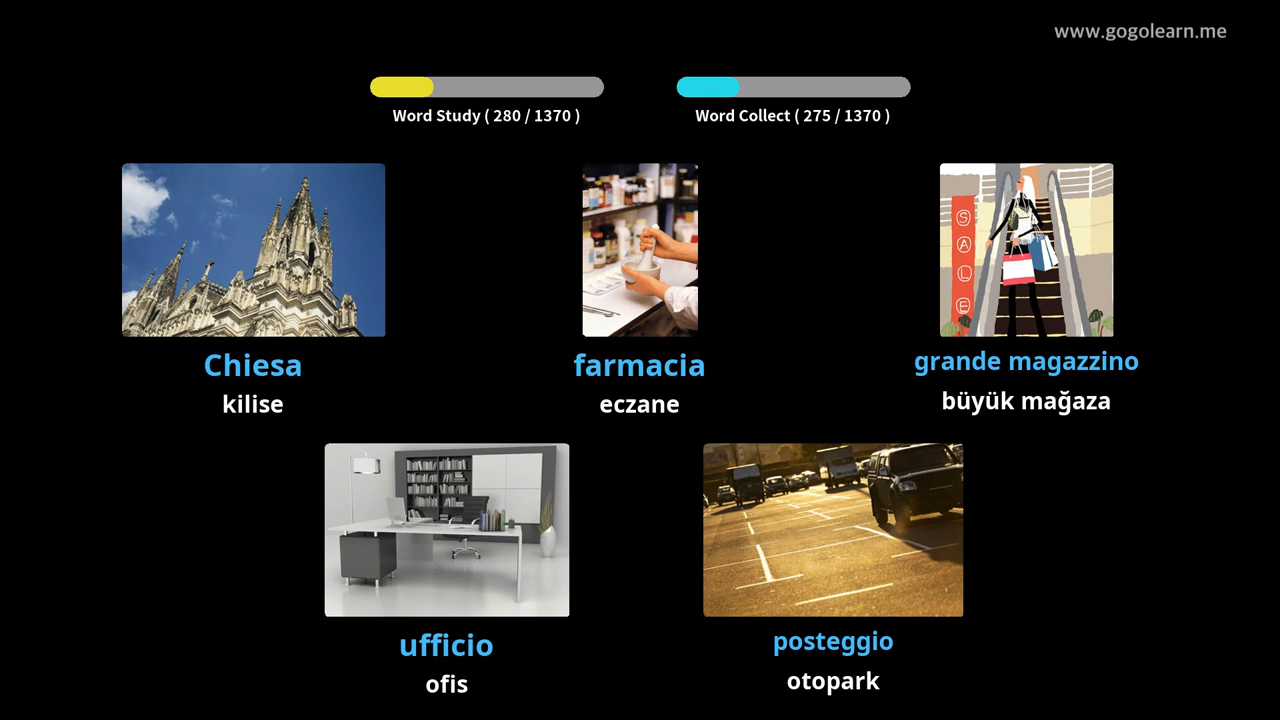 www.gogolearn.me
Word Study ( 280 / 1370 )
Word Collect ( 275 / 1370 )
SALE
Chiesa
kilise
farmacia
eczane
grande magazzino
büyük mağaza
ufficio
ofis
posteggio
otopark